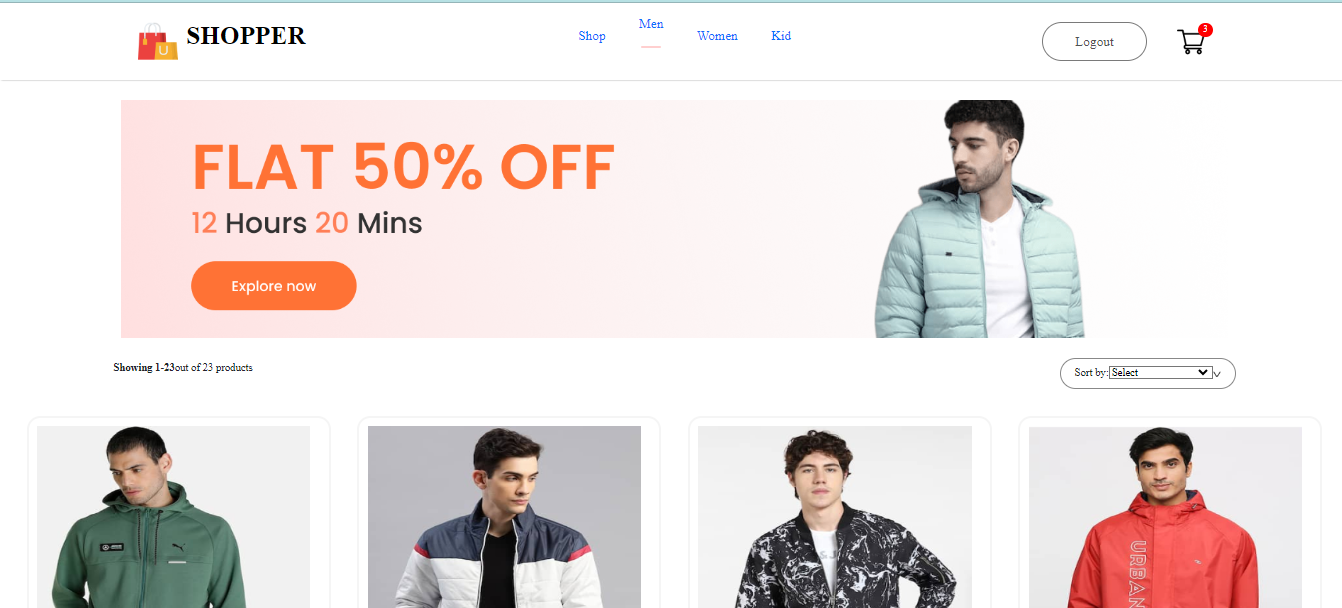 SHOPPER
Shop
Men
Women
Kid
Logout
3
U
FLAT 50% OFF
12 Hours 20 Mins
Explore now
Showing 1-23out of 23 products
Sort by:Select
URBAN